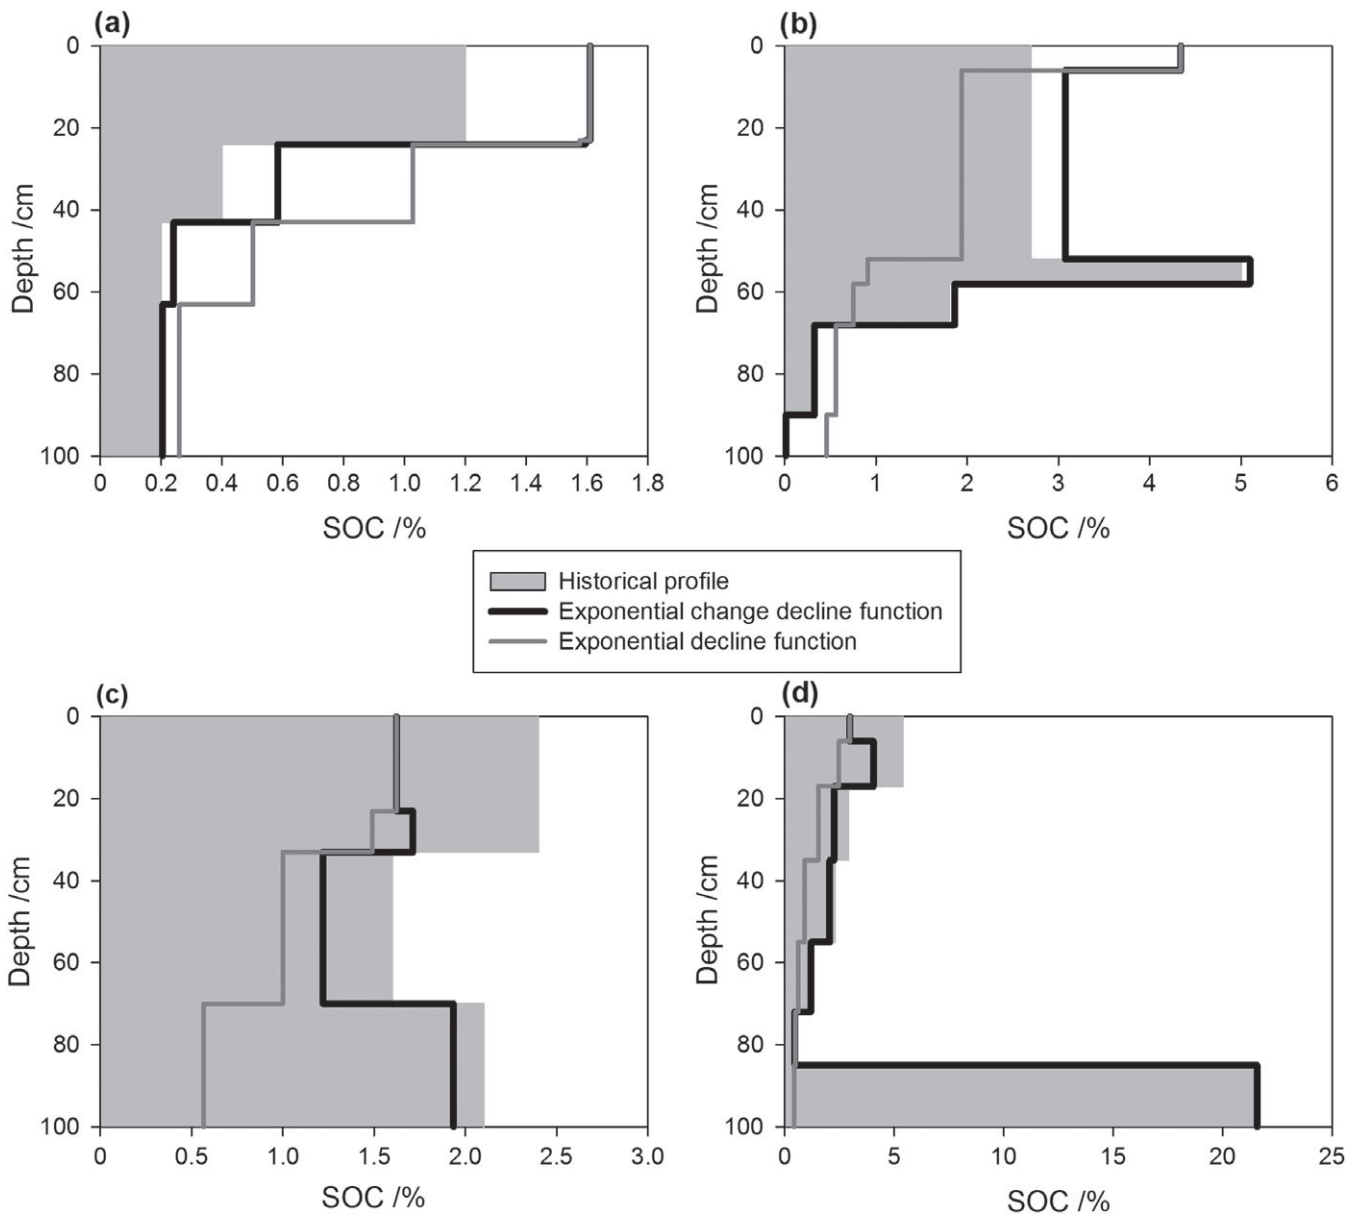 (a)
0
20
40
60
80
100
Depth /cm
0 0.2 0.4 0.6 0.8 1.0 1.2 1.4 1.6 1.8
SOC /%
(b)
0
20
40
60
80
100
Depth /cm
0 1 2 3 4 5 6
SOC /%
Historical profile
Exponential change decline function
Exponential decline function
(c)
0
20
40
60
80
100
Depth /cm
0 0.5 1.0 1.5 2.0 2.5 3.0
SOC /%
(d)
0
20
40
60
80
100
Depth /cm
0 5 10 15 20 25
SOC /%